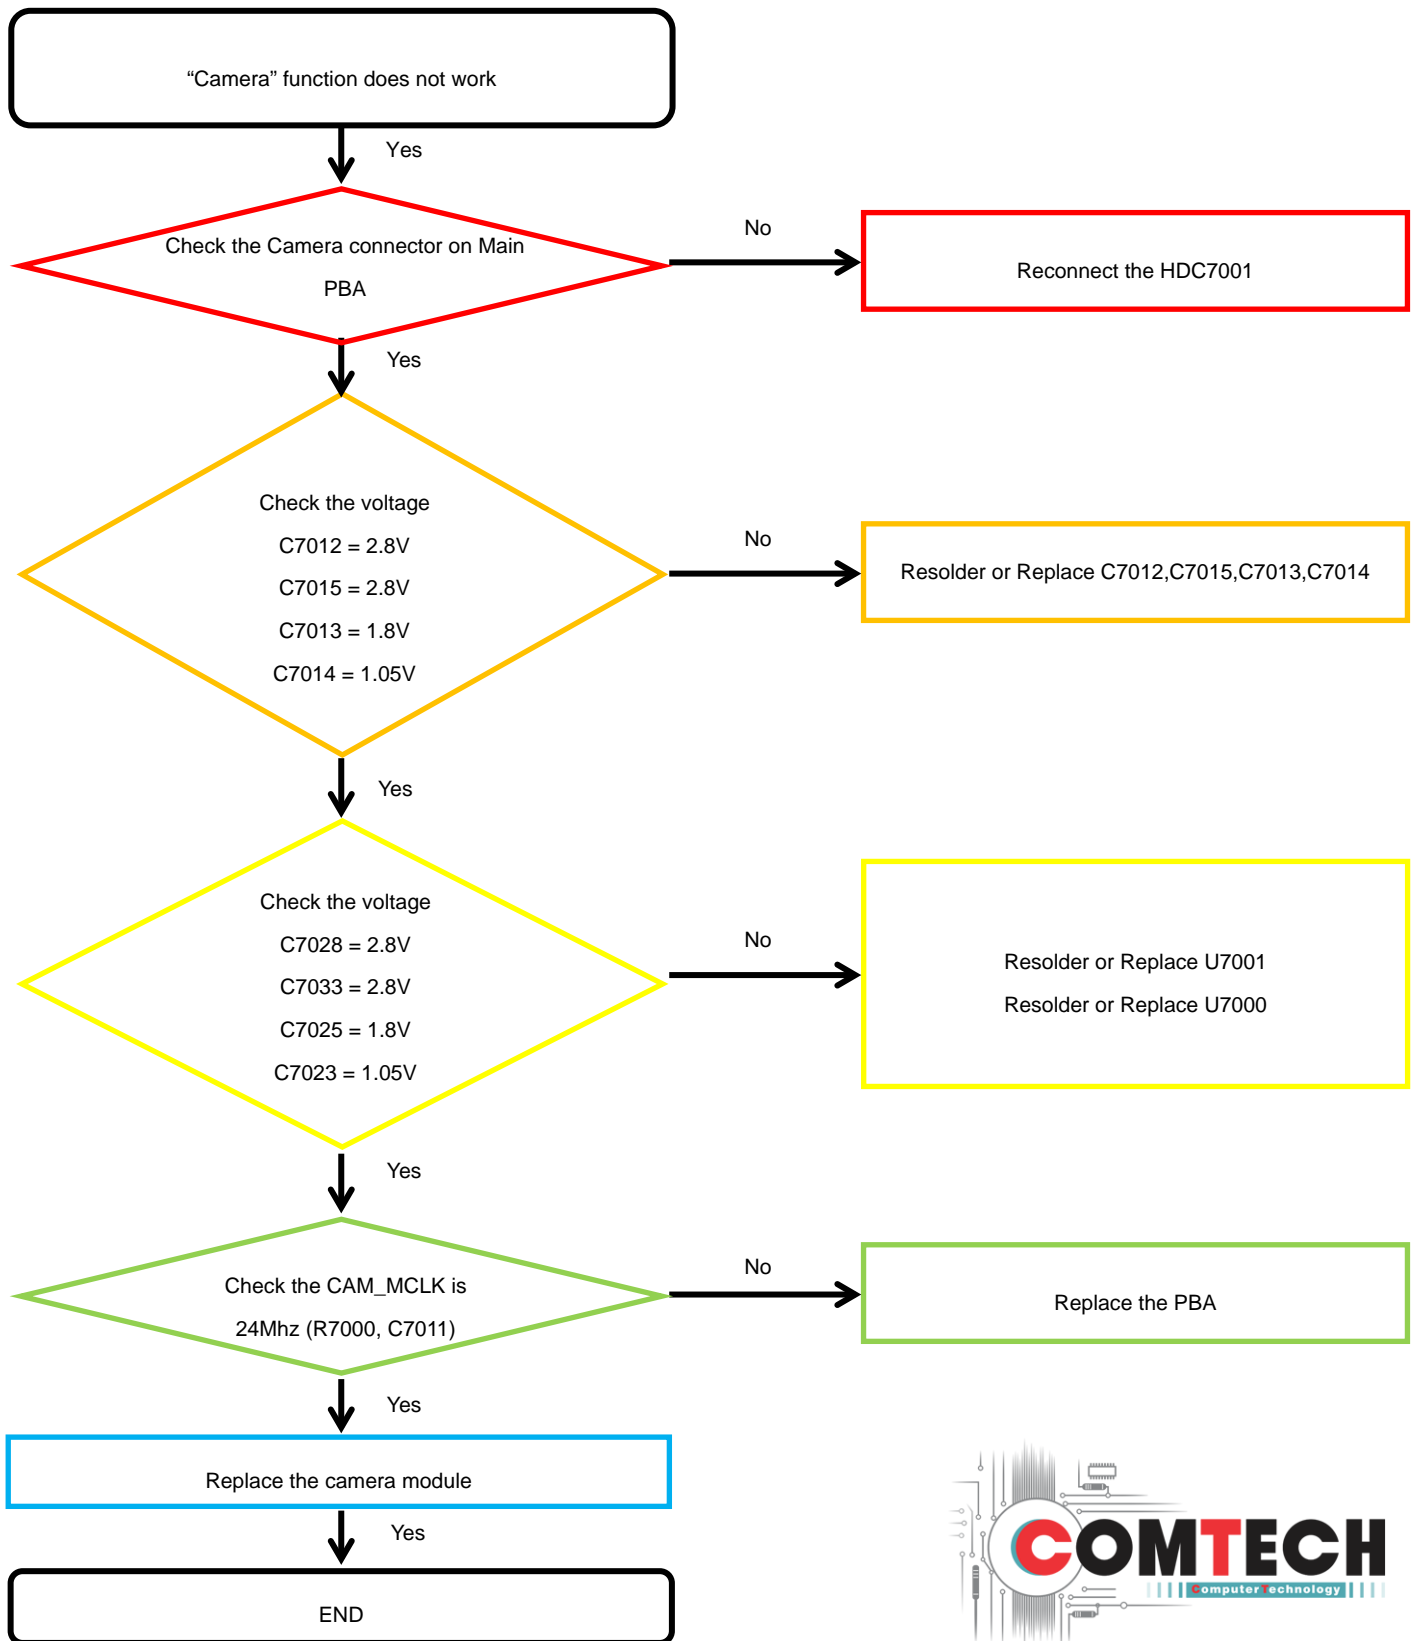 “Camera” function does not work
Yes
Check the Camera connector on Main
PBA
No
Reconnect the HDC7001
Yes
Check the voltage
C7012 = 2.8V
C7015 = 2.8V
C7013 = 1.8V
C7014 = 1.05V
No
Resolder or Replace C7012,C7015,C7013,C7014
Yes
Check the voltage
C7028 = 2.8V
C7033 = 2.8V
C7025 = 1.8V
C7023 = 1.05V
No
Resolder or Replace U7001
Resolder or Replace U7000
Yes
Check the CAM_MCLK is
24Mhz (R7000, C7011)
No
Replace the PBA
Yes
Replace the camera module
Yes
END
COMTECH
Computer Technology